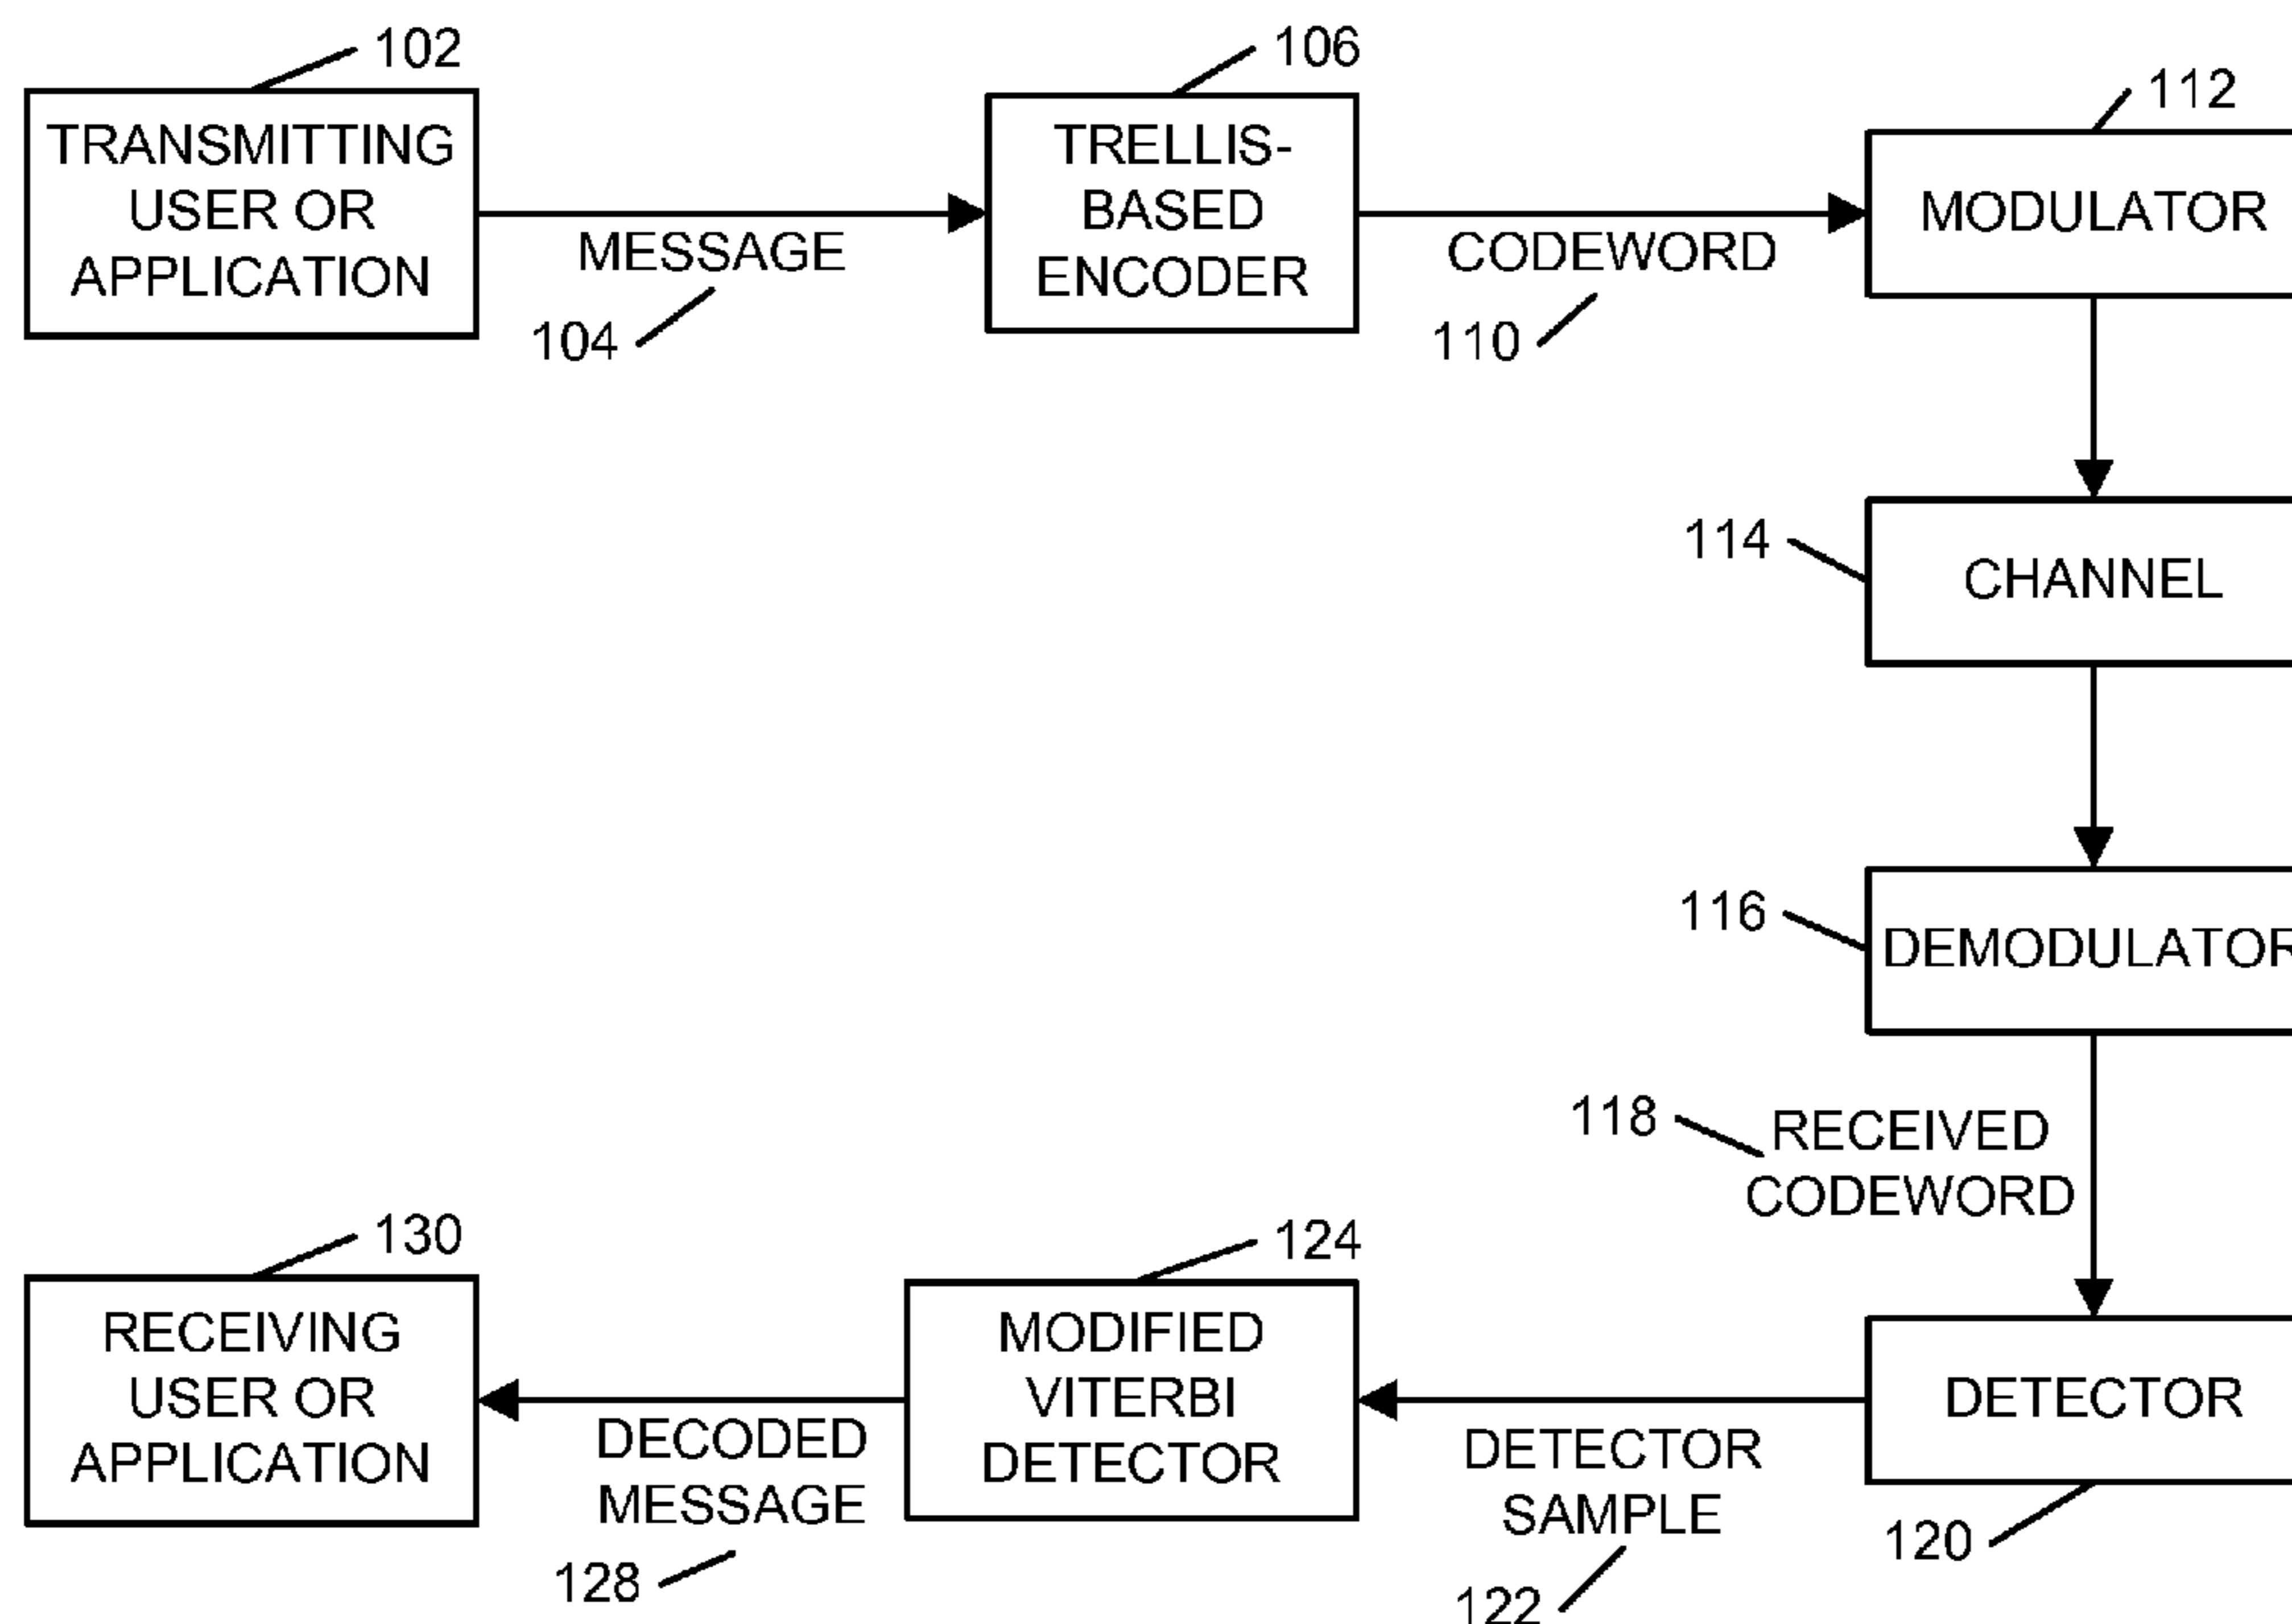 102
TRANSMITTING
USER OR
APPLICATION
MESSAGE
104
106
TRELLIS-
BASED
ENCODER
CODEWORD
110
112
MODULATOR
114
CHANNEL
116
DEMODULATOR
118
RECEIVED
CODEWORD
120
DETECTOR
DETECTOR
SAMPLE
122
124
MODIFIED
VITERBI
DETECTOR
DECODED
MESSAGE
128
130
RECEIVING
USER OR
APPLICATION